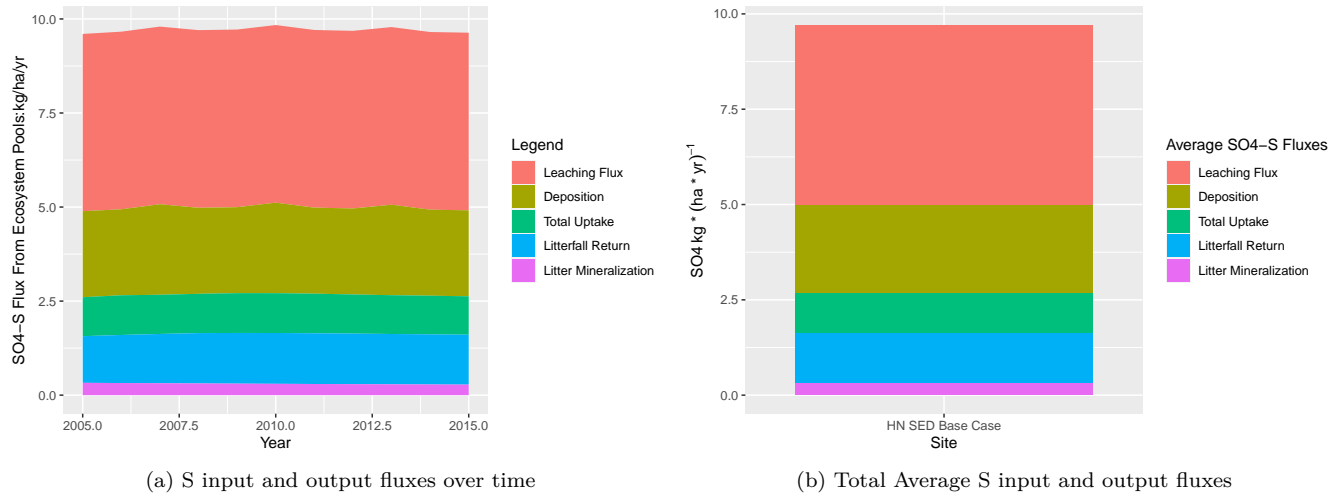 SO4−S Flux From Ecosystem Pools:kg/ha/yr
10.0
7.5
5.0
2.5
0.0
2005.0 2007.5 2010.0 2012.5 2015.0
Year
Legend
Leaching Flux
Deposition
Total Uptake
Litterfall Return
Litter Mineralization
(a) S input and output fluxes over time
SO4 kg * (ha * yr)⁻¹
10.0
7.5
5.0
2.5
0.0
HN SED Base Case
Site
Average SO4−S Fluxes
Leaching Flux
Deposition
Total Uptake
Litterfall Return
Litter Mineralization
(b) Total Average S input and output fluxes